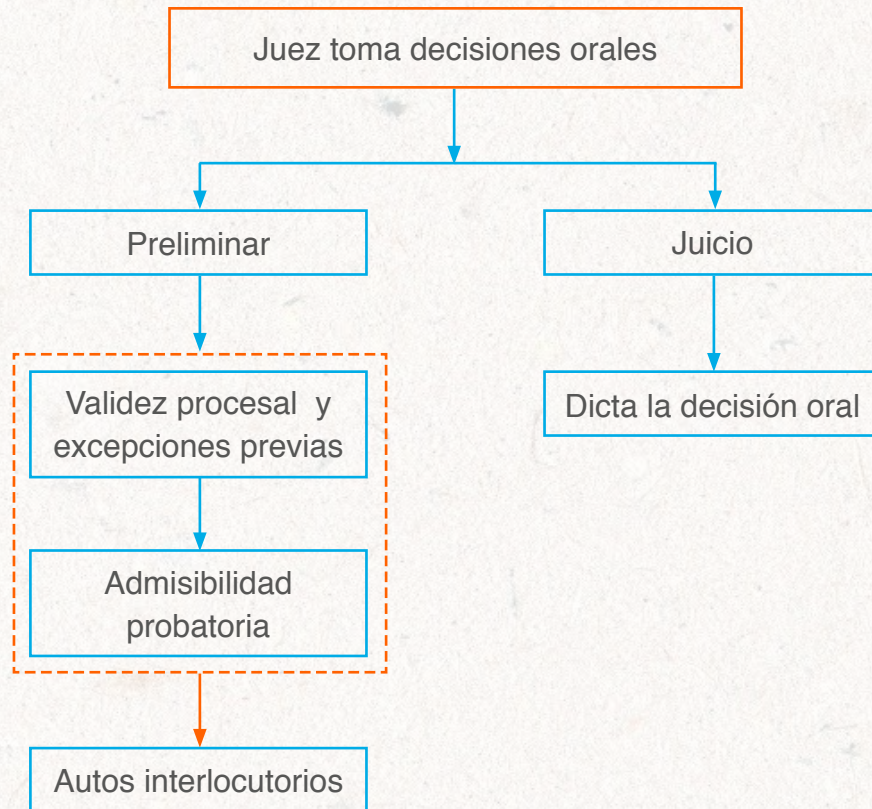 Juez toma decisiones orales
Preliminar
Juicio
Validez procesal y
excepciones previas
Dicta la decisión oral
Admisibilidad
probatoria
Autos interlocutorios